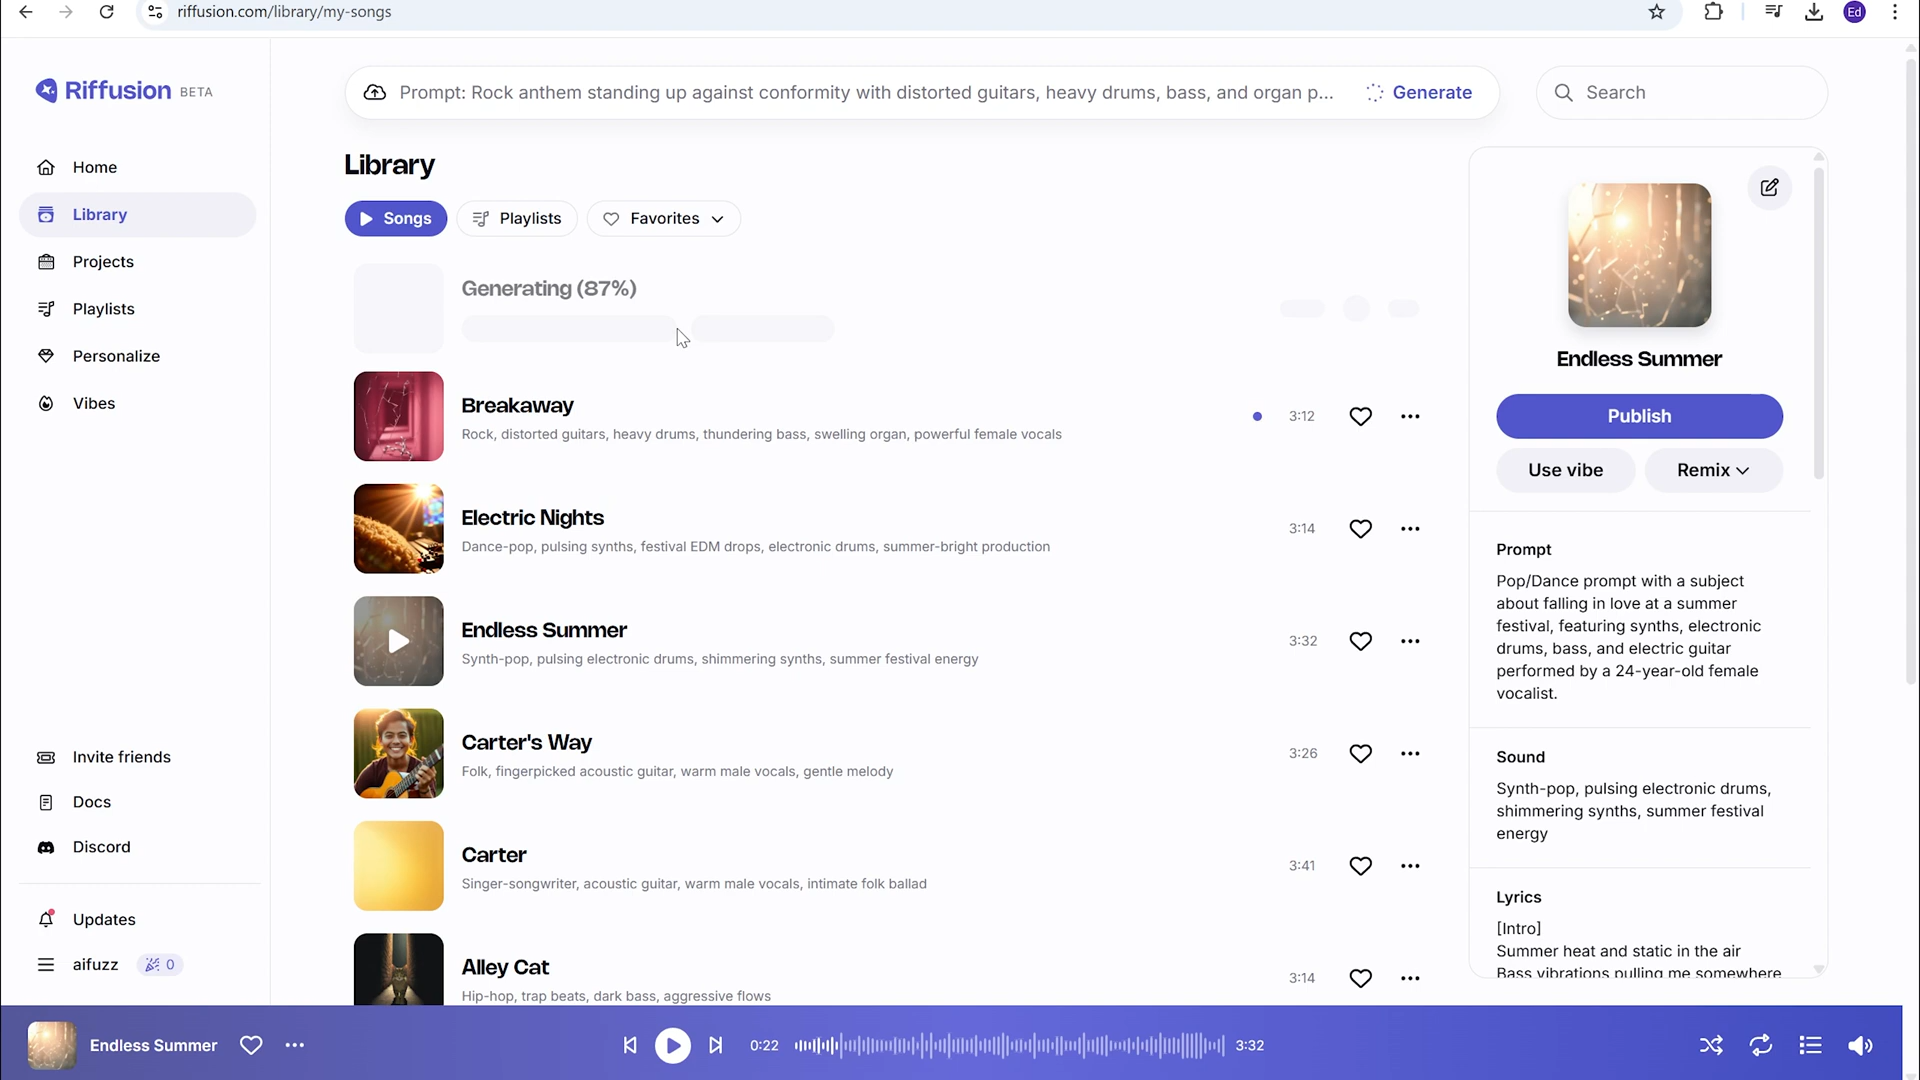 riffusion.com/library/my-songs
Ed
Riffusion BETA
Prompt: Rock anthem standing up against conformity with distorted guitars, heavy drums, bass, and organ p...
Generate
Search
Home
Library
Projects
Playlists
Personalize
Vibes
Invite friends
Docs
Discord
Updates
aifuzz 0
Library
Songs
Playlists
Favorites
Generating (87%)
Breakaway
Rock, distorted guitars, heavy drums, thundering bass, swelling organ, powerful female vocals
3:12
Electric Nights
Dance-pop, pulsing synths, festival EDM drops, electronic drums, summer-bright production
3:14
Endless Summer
Synth-pop, pulsing electronic drums, shimmering synths, summer festival energy
3:32
Carter's Way
Folk, fingerpicked acoustic guitar, warm male vocals, gentle melody
3:26
Carter
Singer-songwriter, acoustic guitar, warm male vocals, intimate folk ballad
3:41
Alley Cat
Hip-hop, trap beats, dark bass, aggressive flows
3:14
Endless Summer
Publish
Use vibe
Remix
Prompt
Pop/Dance prompt with a subject
about falling in love at a summer
festival, featuring synths, electronic
drums, bass, and electric guitar
performed by a 24-year-old female
vocalist.
Sound
Synth-pop, pulsing electronic drums,
shimmering synths, summer festival
energy
Lyrics
[Intro]
Summer heat and static in the air
Bass vibrations pulling me somewhere
Endless Summer
0:22
3:32